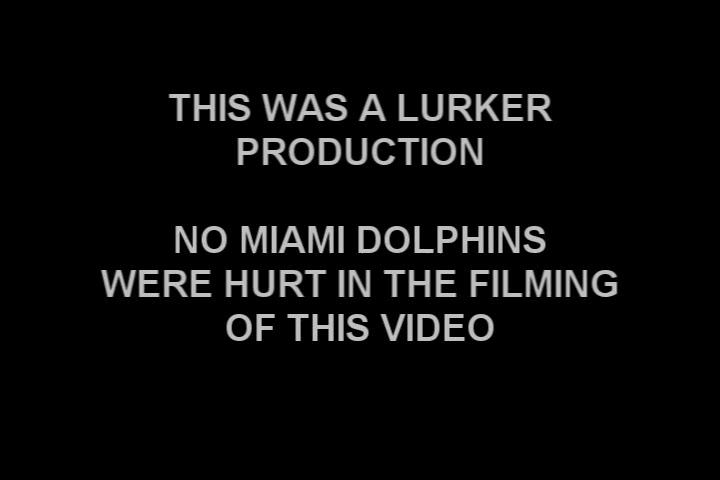 THIS WAS A LURKER
PRODUCTION
NO MIAMI DOLPHINS
WERE HURT IN THE FILMING
OF THIS VIDEO